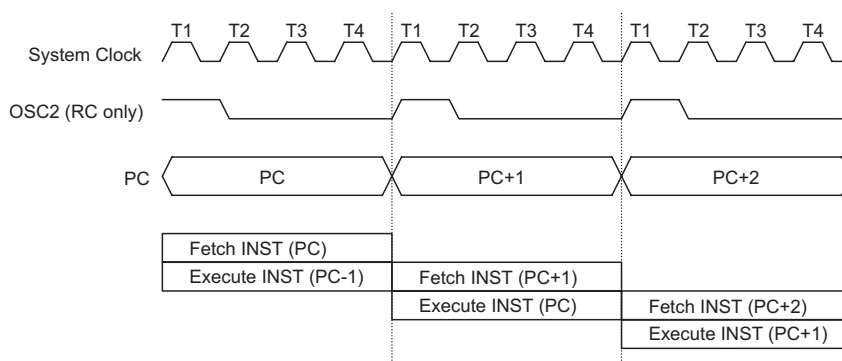 T1 T2 T3 T4 T1 T2 T3 T4 T1 T2 T3 T4
System Clock
OSC2 (RC only)
PC PC PC+1 PC+2
Fetch INST (PC)
Execute INST (PC-1) Fetch INST (PC+1)
Execute INST (PC) Fetch INST (PC+2)
Execute INST (PC+1)